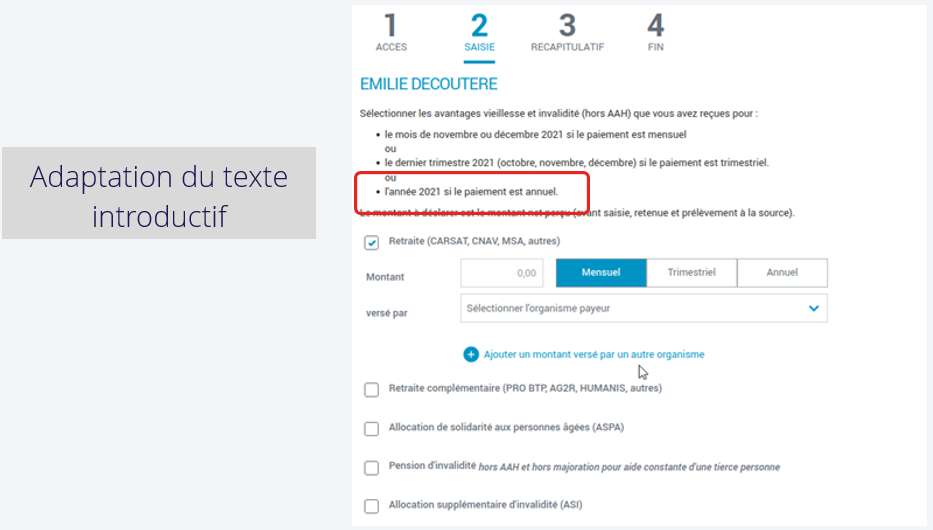 Adaptation du texte
introductif
1 2 3 4
ACCES SAISIE RECAPITULATIF FIN
EMILIE DECOUTERE
Sélectionner les avantages vieillesse et invalidité (hors AAH) que vous avez reçues pour :
• le mois de novembre ou décembre 2021 si le paiement est mensuel
ou
• le dernier trimestre 2021 (octobre, novembre, décembre) si le paiement est trimestriel.
ou
• l'année 2021 si le paiement est annuel.
Le montant à déclarer est le montant net perçu (avant saisie, retenue et prélèvement à la source).
Retraite (CARSAT, CNAV, MSA, autres)
Montant 0,00 Mensuel Trimestriel Annuel
versé par Sélectionner l'organisme payeur
Ajouter un montant versé par un autre organisme
Retraite complémentaire (PRO BTP, AG2R, HUMANIS, autres)
Allocation de solidarité aux personnes âgées (ASPA)
Pension d'invalidité hors AAH et hors majoration pour aide constante d'une tierce personne
Allocation supplémentaire d'invalidité (ASI)